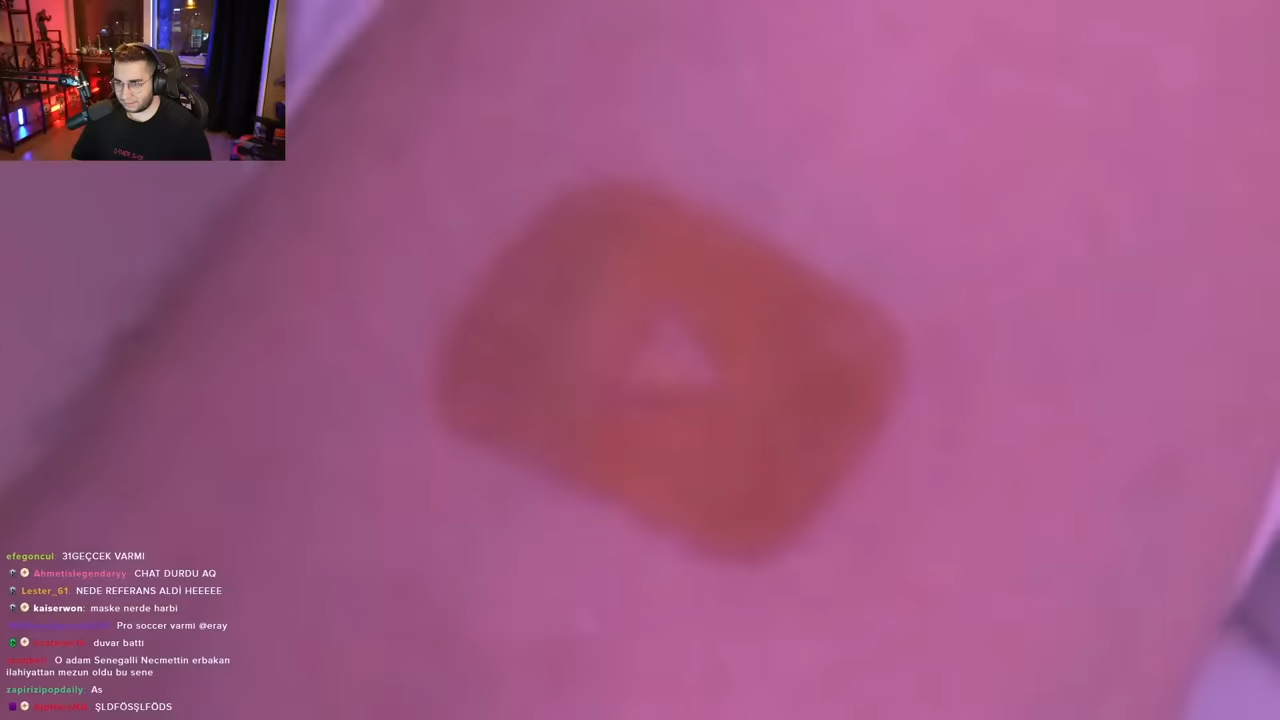 efegoncul: 31GEÇCEK VARMI
Ahmetislegendaryy: CHAT DURDU AQ
Lester_61: NEDE REFERANS ALDİ HEEEEE
kaiserwon: maske nerde harbi
Pro soccer varmı @eray
duvar battı
O adam Senegalli Necmettin erbakan
ilahiyattan mezun oldu bu sene
zapirizipopdaily: As
ŞLDFÖSŞLFÖDS